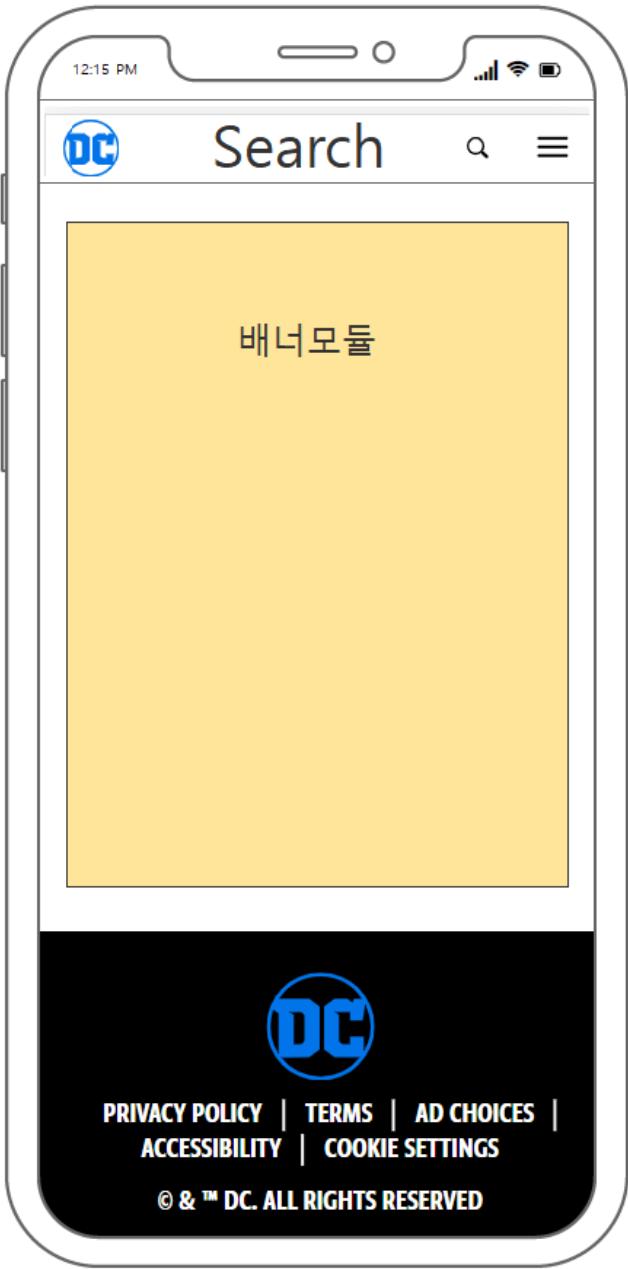 12:15 PM
DC
Search
배너모듈
DC
PRIVACY POLICY | TERMS | AD CHOICES |
ACCESSIBILITY | COOKIE SETTINGS
© & ™ DC. ALL RIGHTS RESERVED